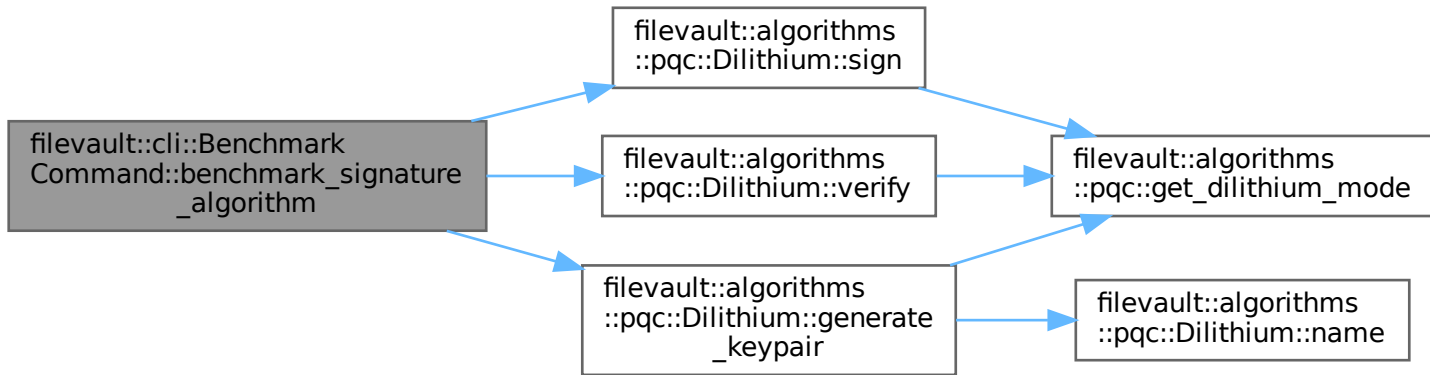 filevault::cli::Benchmark
Command::benchmark_signature
_algorithm
filevault::algorithms
::pqc::Dilithium::sign
filevault::algorithms
::pqc::Dilithium::verify
filevault::algorithms
::pqc::Dilithium::generate
_keypair
filevault::algorithms
::pqc::get_dilithium_mode
filevault::algorithms
::pqc::Dilithium::name